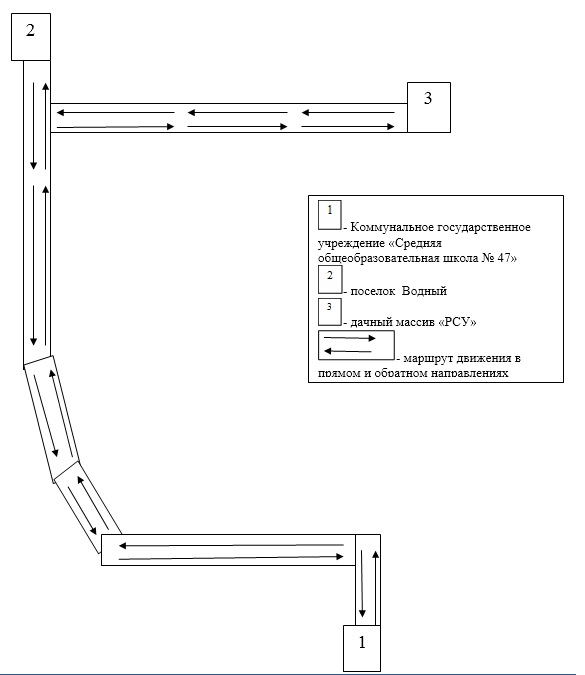 2
3
1
- Коммунальное государственное
учреждение «Средняя
общеобразовательная школа № 47»
2
- поселок Водный
3
- дачный массив «РСУ»
- маршрут движения в
прямом и обратном направлениях
1